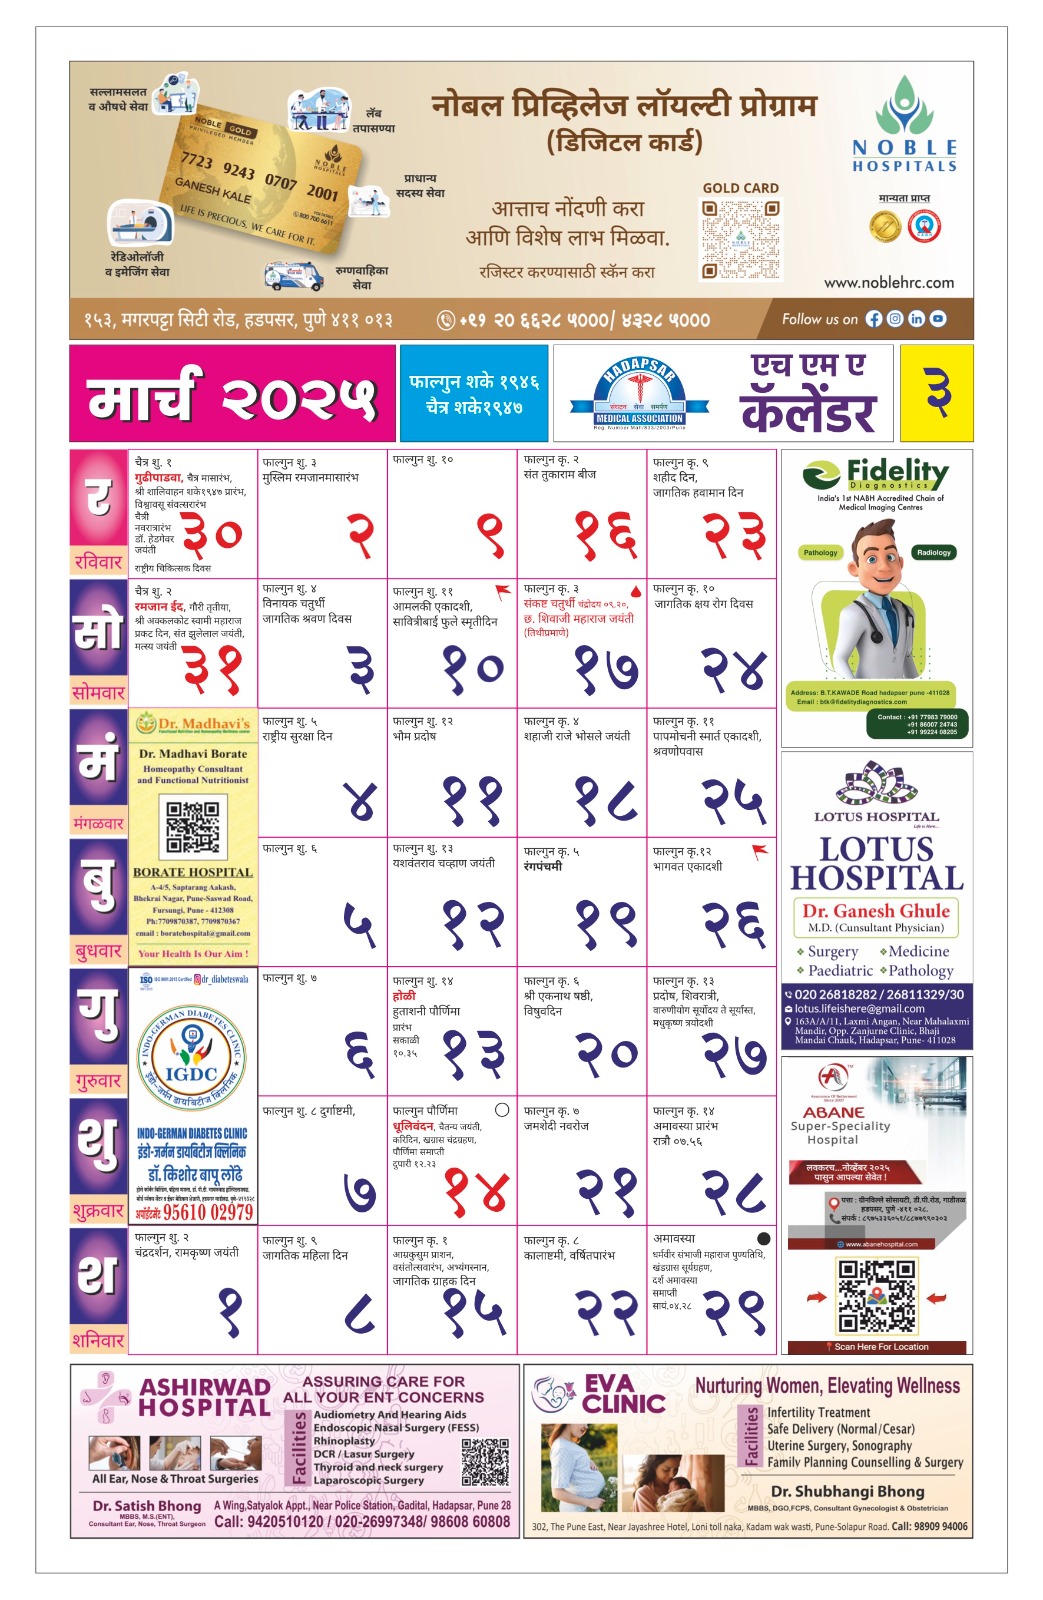 सल्लामसलत
व औषधे सेवा
लॅब
तपासण्या
प्राधान्य
सदस्य सेवा
रेडिओलॉजी
व इमेजिंग सेवा
रुग्णवाहिका
सेवा
NOBLE GOLD
PRIVILEGED MEMBER
NOBLE
HOSPITALS
7723 9243 0707 2001
GANESH KALE
LIFE IS PRECIOUS, WE CARE FOR IT.
नोबल प्रिव्हिलेज लॉयल्टी प्रोग्राम
(डिजिटल कार्ड)
आत्ताच नोंदणी करा
आणि विशेष लाभ मिळवा.
रजिस्टर करण्यासाठी स्कॅन करा
GOLD CARD
NOBLE
HOSPITALS
मान्यता प्राप्त
www.noblehrc.com
१५३, मगरपट्टा सिटी रोड, हडपसर, पुणे ४११ ०१३
+९१ २० ६६२८ ५०००/ ४३२८ ५०००
Follow us on
मार्च २०२५
फाल्गुन शके १९४६
चैत्र शके१९४७
HADAPSAR
संघटन सेवा समर्पण
MEDICAL ASSOCIATION
एच एम ए
कॅलेंडर
३
र
रविवार
चैत्र शु. १
गुढीपाडवा, चैत्र मासारंभ,
श्री शालिवाहन शके१९४७ प्रारंभ,
विश्वावसू संवत्सरारंभ
चैत्री
नवरात्रारंभ
डॉ. हेडगेवार
जयंती
राष्ट्रीय चिकित्सक दिवस
३०
फाल्गुन शु. ३
मुस्लिम रमजानमासारंभ
२
फाल्गुन शु. १०
९
फाल्गुन कृ. २
संत तुकाराम बीज
१६
फाल्गुन कृ. ९
शहीद दिन,
जागतिक हवामान दिन
२३
सो
सोमवार
चैत्र शु. २
रमजान ईद, गौरी तृतीया,
श्री अक्कलकोट स्वामी महाराज
प्रकट दिन, संत झुलेलाल जयंती,
मत्स्य जयंती
३१
फाल्गुन शु. ४
विनायक चतुर्थी
जागतिक श्रवण दिवस
३
फाल्गुन शु. ११
आमलकी एकादशी,
सावित्रीबाई फुले स्मृतीदिन
१०
फाल्गुन कृ. ३
संकष्ट चतुर्थी चंद्रोदय ०९.२०,
छ. शिवाजी महाराज जयंती
(तिथीप्रमाणे)
१७
फाल्गुन कृ. १०
जागतिक क्षय रोग दिवस
२४
मं
मंगळवार
Dr. Madhavi's
Dr. Madhavi Borate
Homeopathy Consultant
and Functional Nutritionist
BORATE HOSPITAL
A-4/5, Saptarang Aakash,
Bhekrai Nagar, Pune-Saswad Road,
Fursungi, Pune - 412308
Ph:7709870387, 7709870367
email : boratehospital@gmail.com
Your Health Is Our Aim !
फाल्गुन शु. ५
राष्ट्रीय सुरक्षा दिन
४
फाल्गुन शु. १२
भौम प्रदोष
११
फाल्गुन कृ. ४
शहाजी राजे भोसले जयंती
१८
फाल्गुन कृ. ११
पापमोचनी स्मार्त एकादशी,
श्रवणोपवास
२५
बु
बुधवार
फाल्गुन शु. ६
५
फाल्गुन शु. १३
यशवंतराव चव्हाण जयंती
१२
फाल्गुन कृ. ५
रंगपंचमी
१९
फाल्गुन कृ.१२
भागवत एकादशी
२६
गु
गुरुवार
ISO
dr_diabeteswala
INDO-GERMAN DIABETES CLINIC
IGDC
इंडो-जर्मन डायबिटीज क्लिनिक
INDO-GERMAN DIABETES CLINIC
इंडो-जर्मन डायबिटीज क्लिनिक
डॉ. किशोर बापू लोंढे
अपॉईंटमेंट 95610 02979
फाल्गुन शु. ७
६
फाल्गुन शु. १४
होळी
हुताशनी पौर्णिमा
प्रारंभ
सकाळी
१०.३५
१३
फाल्गुन कृ. ६
श्री एकनाथ षष्ठी,
विषुवदिन
२०
फाल्गुन कृ. १३
प्रदोष, शिवरात्री,
वारुणीयोग सूर्योदय ते सूर्यास्त,
मधुकृष्ण त्रयोदशी
२७
शु
शुक्रवार
फाल्गुन शु. ८ दुर्गाष्टमी,
७
फाल्गुन पौर्णिमा
धूलिवंदन, चैतन्य जयंती,
करिदिन, खग्रास चंद्रग्रहण,
पौर्णिमा समाप्ती
दुपारी १२.२३
१४
फाल्गुन कृ. ७
जमशेदी नवरोज
२१
फाल्गुन कृ. १४
अमावस्या प्रारंभ
रात्रौ ०७.५६
२८
श
शनिवार
फाल्गुन शु. २
चंद्रदर्शन, रामकृष्ण जयंती
१
फाल्गुन शु. ९
जागतिक महिला दिन
८
फाल्गुन कृ. १
आम्रकुसुम प्राशन,
वसंतोत्सवारंभ, अभ्यंगस्नान,
जागतिक ग्राहक दिन
१५
फाल्गुन कृ. ८
कालाष्टमी, वर्षितपारंभ
२२
अमावस्या
धर्मवीर संभाजी महाराज पुण्यतिथि,
खंडग्रास सूर्यग्रहण,
दर्श अमावस्या
समाप्ती
सायं.०४.२८
२९
Fidelity
Diagnostics
India's 1st NABH Accredited Chain of
Medical Imaging Centres
Pathology
Radiology
Address: B.T.KAWADE Road hadapser pune -411028
Email : btk@fidelitydiagnostics.com
Contact : +91 77983 79000
+91 86007 24743
+91 99224 08205
LOTUS HOSPITAL
Life is Here...
LOTUS
HOSPITAL
Dr. Ganesh Ghule
M.D. (Cunsultant Physician)
Surgery
Medicine
Paediatric
Pathology
020 26818282 / 26811329/30
lotus.lifeishere@gmail.com
163A/A/11, Laxmi Angan, Near Mahalaxmi
Mandir, Opp. Zanjurne Clinic, Bhaji
Mandai Chauk, Hadapsar, Pune- 411028
ABANE
Super-Speciality
Hospital
लवकरच...नोव्हेंबर २०२५
पासुन आपल्या सेवेत !
पत्ता : ग्रीनविले सोसायटी, डी.पी.रोड, गाडीतळ
हडपसर, पुणे -४११ ०२८.
संपर्क : ८९७५३३९०५९/८८७७९९०३०३
www.abanehospital.com
Scan Here For Location
ASHIRWAD
HOSPITAL
ASSURING CARE FOR
ALL YOUR ENT CONCERNS
Facilities
Audiometry And Hearing Aids
Endoscopic Nasal Surgery (FESS)
Rhinoplasty
DCR / Lasur Surgery
Thyroid and neck surgery
Laparoscopic Surgery
All Ear, Nose & Throat Surgeries
Dr. Satish Bhong
MBBS, M.S.(ENT),
Consultant Ear, Nose, Throat Surgeon
A Wing,Satyalok Appt., Near Police Station, Gadital, Hadapsar, Pune 28
Call: 9420510120 / 020-26997348/ 98608 60808
EVA
CLINIC
Nurturing Women, Elevating Wellness
Facilities
Infertility Treatment
Safe Delivery (Normal/Cesar)
Uterine Surgery, Sonography
Family Planning Counselling & Surgery
Dr. Shubhangi Bhong
MBBS, DGO,FCPS, Consultant Gynecologist & Obstetrician
302, The Pune East, Near Jayashree Hotel, Loni toll naka, Kadam wak wasti, Pune-Solapur Road. Call: 98909 94006